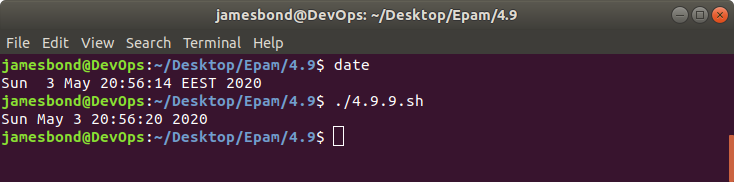 jamesbond@DevOps: ~/Desktop/Epam/4.9
File Edit View Search Terminal Help
jamesbond@DevOps:~/Desktop/Epam/4.9$ date
Sun  3 May 20:56:14 EEST 2020
jamesbond@DevOps:~/Desktop/Epam/4.9$ ./4.9.9.sh
Sun May 3 20:56:20 2020
jamesbond@DevOps:~/Desktop/Epam/4.9$